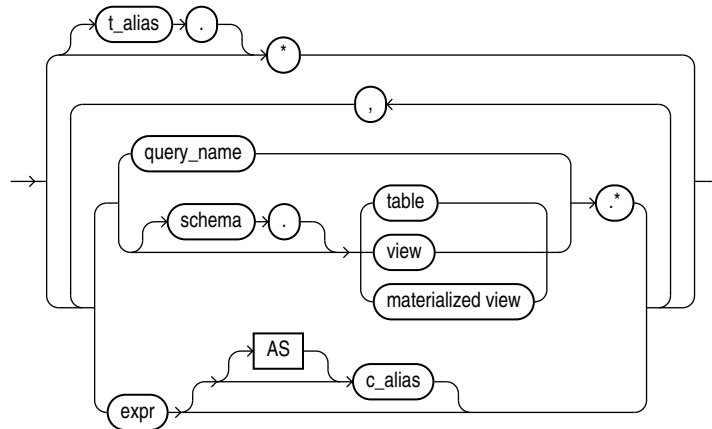 t_alias .
*
,
query_name
schema .
table
view
materialized view
.*
AS
c_alias
expr